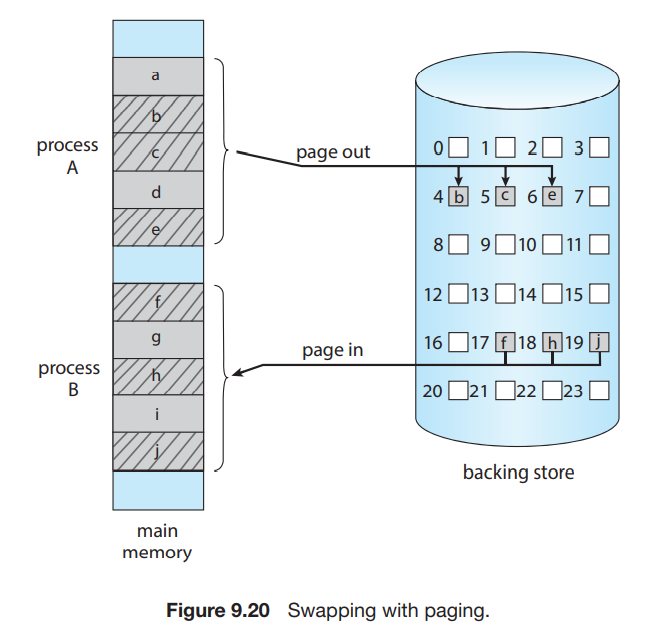 a
b
c
d
e
process
A
page out
0 1 2 3
4 b 5 c 6 e 7
8 9 10 11
12 13 14 15
16 17 f 18 h 19 j
20 21 22 23
f
g
h
i
j
process
B
page in
backing store
main
memory
Figure 9.20 Swapping with paging.